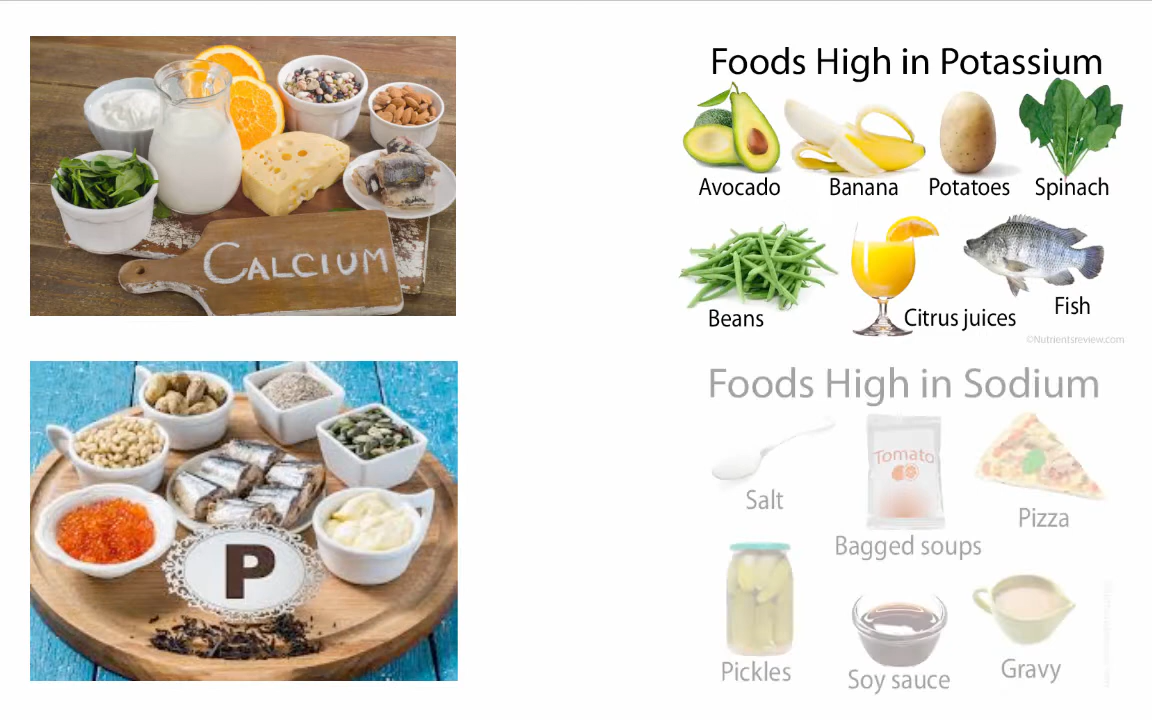 CALCIUM
Foods High in Potassium
Avocado
Banana
Potatoes
Spinach
Beans
Citrus juices
Fish
©Nutrientsreview.com
P
Foods High in Sodium
Salt
Tomato
Bagged soups
Pizza
Pickles
Soy sauce
Gravy